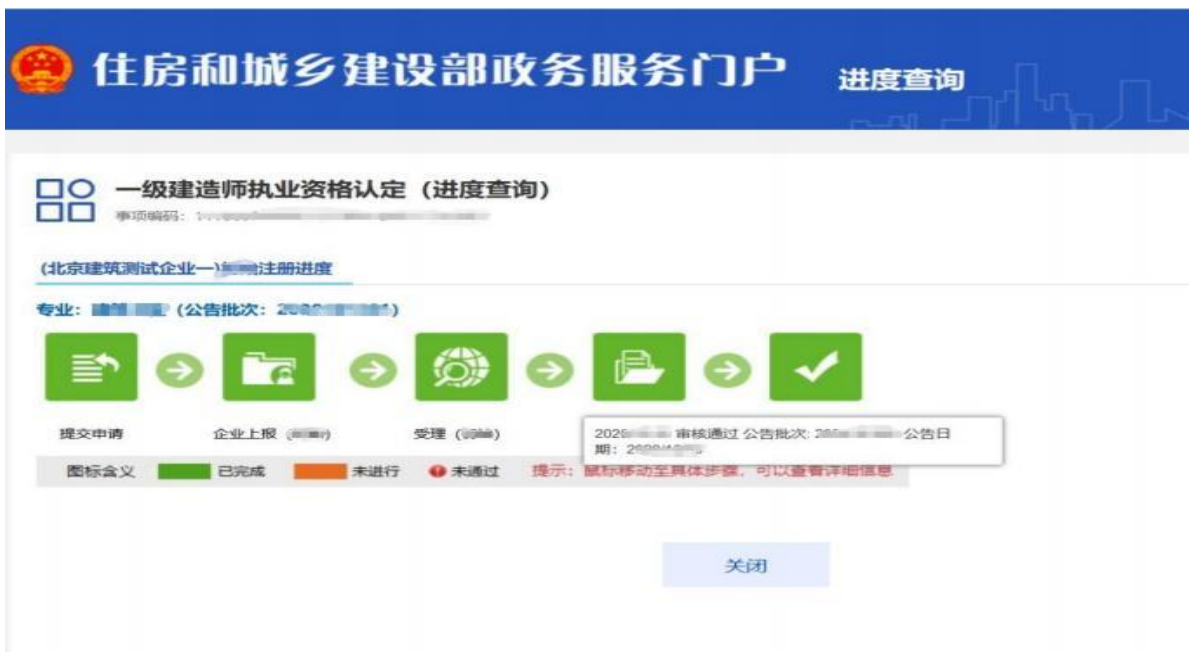 住房和城乡建设部政务服务门户 进度查询
一级建造师执业资格认定（进度查询）
事项编码：
(北京建筑测试企业一) 注册进度
专业： （公告批次： ）
提交申请 企业上报 受理
审核通过 公告批次: 公告日
期：
图标含义 已完成 未进行 未通过 提示：鼠标移动至具体步骤，可以查看详细信息
关闭